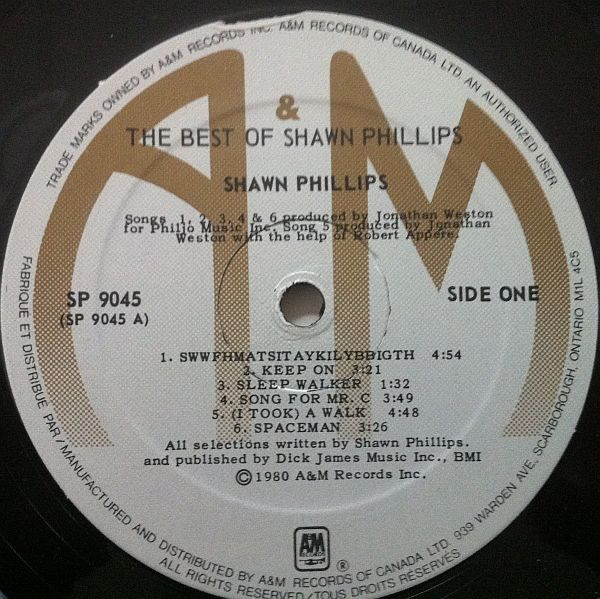 TRADE MARKS OWNED BY A&M RECORDS INC. A&M RECORDS OF CANADA LTD. AN AUTHORIZED USER
A&M
THE BEST OF SHAWN PHILLIPS
SHAWN PHILLIPS
Songs 1, 2, 3, 4 & 6 produced by Jonathan Weston
for Philjo Music Inc. Song 5 produced by Jonathan
Weston with the help of Robert Appere.
SP 9045
(SP 9045 A)
SIDE ONE
1. SWWFHMATSITAYKILYBBIGTH 4:54
2. KEEP ON 3:21
3. SLEEP WALKER 1:32
4. SONG FOR MR. C 3:49
5. (I TOOK) A WALK 4:48
6. SPACEMAN 3:26
All selections written by Shawn Phillips.
and published by Dick James Music Inc., BMI
©1980 A&M Records Inc.
A&M
RECORDS
®
FABRIQUE ET DISTRIBUE PAR/MANUFACTURED AND DISTRIBUTED BY A&M RECORDS OF CANADA LTD. 939 WARDEN AVE, SCARBOROUGH, ONTARIO M1L 4C5
ALL RIGHTS RESERVED/TOUS DROITS RÉSERVÉS